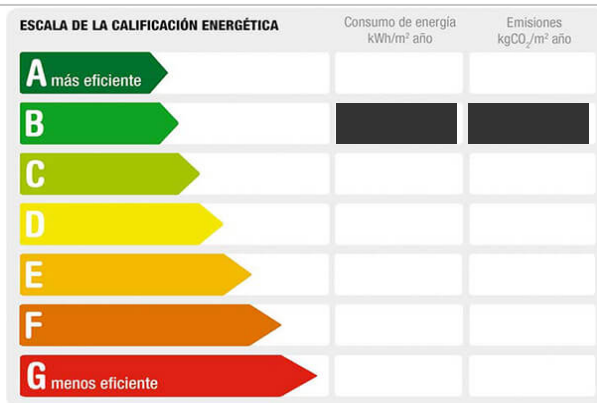 ESCALA DE LA CALIFICACIÓN ENERGÉTICA
Consumo de energía
kWh/m² año
Emisiones
kgCO₂/m² año
A más eficiente
B
C
D
E
F
G menos eficiente